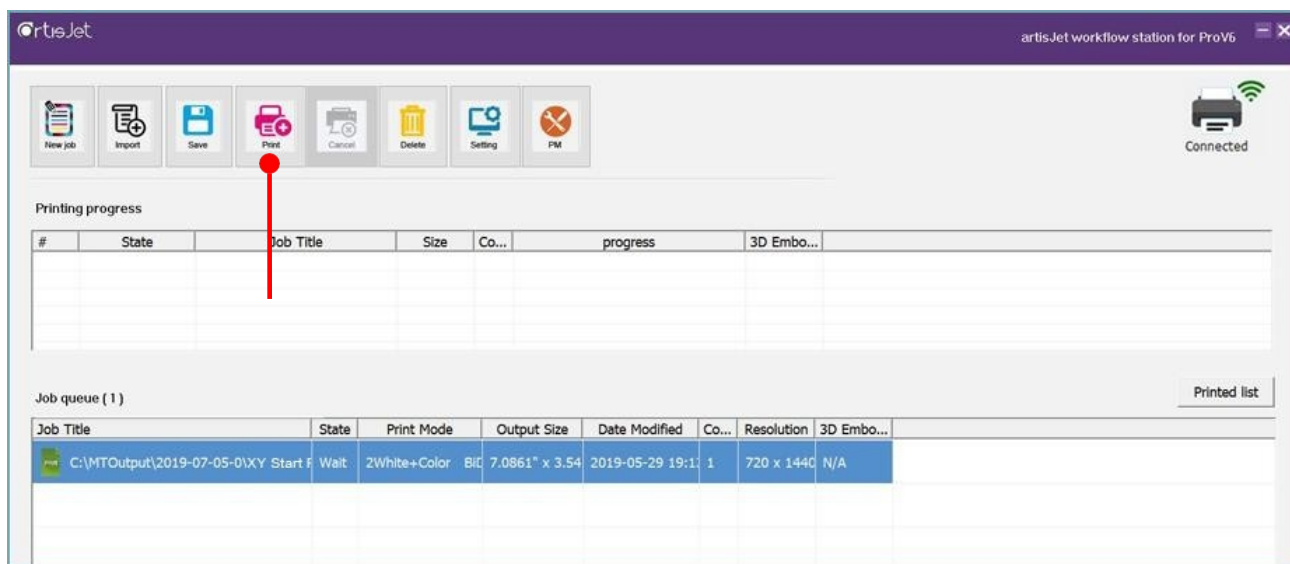 artisJet
artisJet workflow station for ProV6
New job Import Save Print Cancel Delete Setting PM
Connected
Printing progress
# State Job Title Size Co... progress 3D Embo...
Printed list
Job queue ( 1 )
Job Title State Print Mode Output Size Date Modified Co... Resolution 3D Embo...
C:\MTOutput\2019-07-05-0\XY Start Wait 2White+Color BiD 7.0861" x 3.54 2019-05-29 19:1 1 720 x 1440 N/A